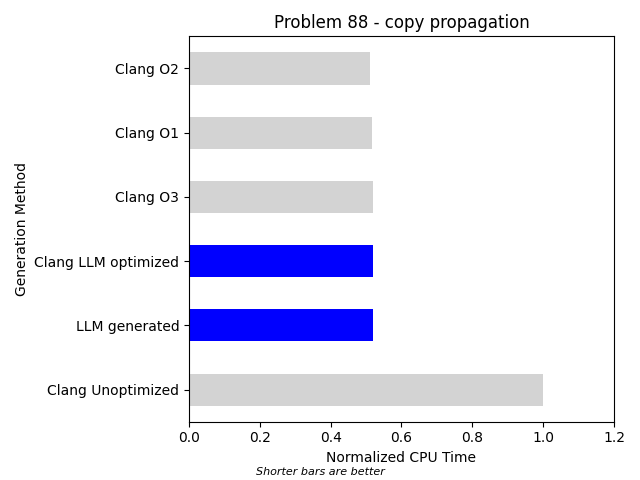 Problem 88 - copy propagation
Clang O2
Clang O1
Clang O3
Clang LLM optimized
LLM generated
Clang Unoptimized
Generation Method
0.0 0.2 0.4 0.6 0.8 1.0 1.2
Normalized CPU Time
Shorter bars are better